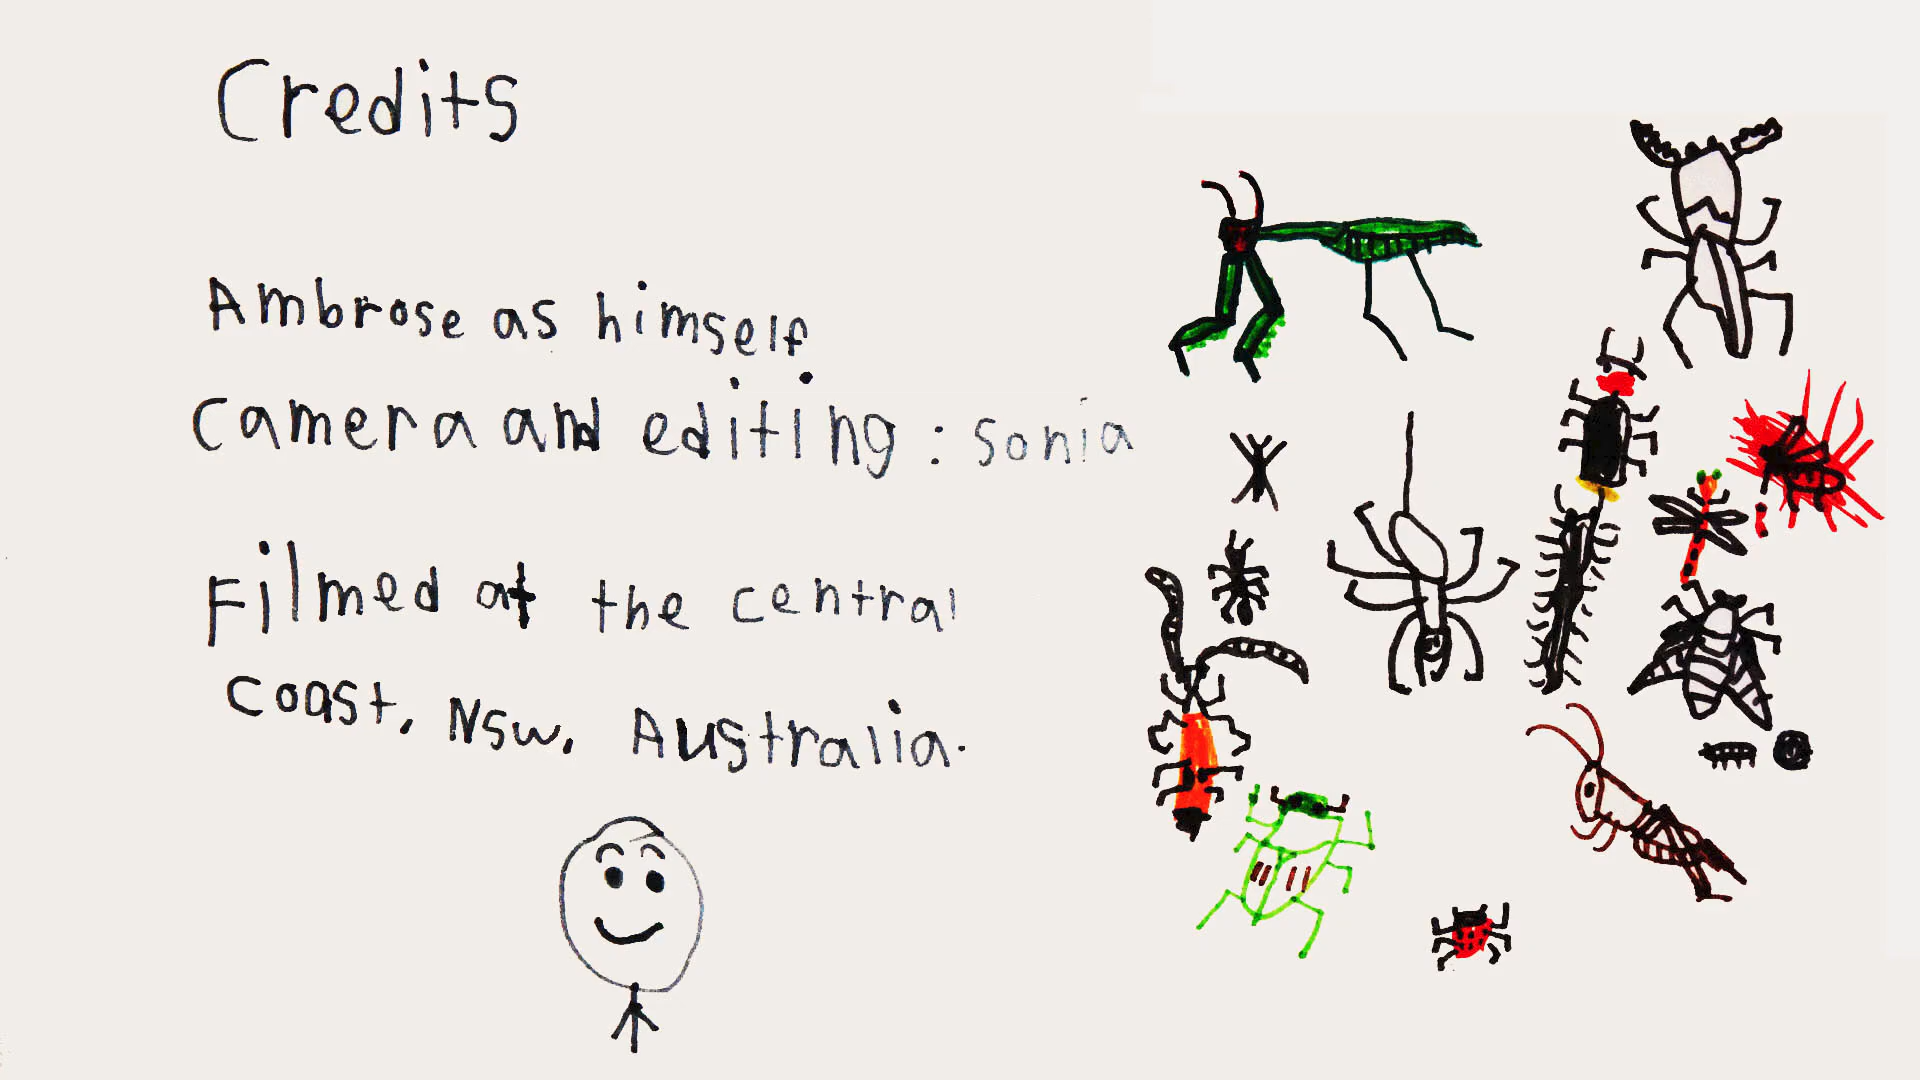 Credits
Ambrose as himself
camera and editing: sonia
Filmed at the central
coast, Nsw, Australia.